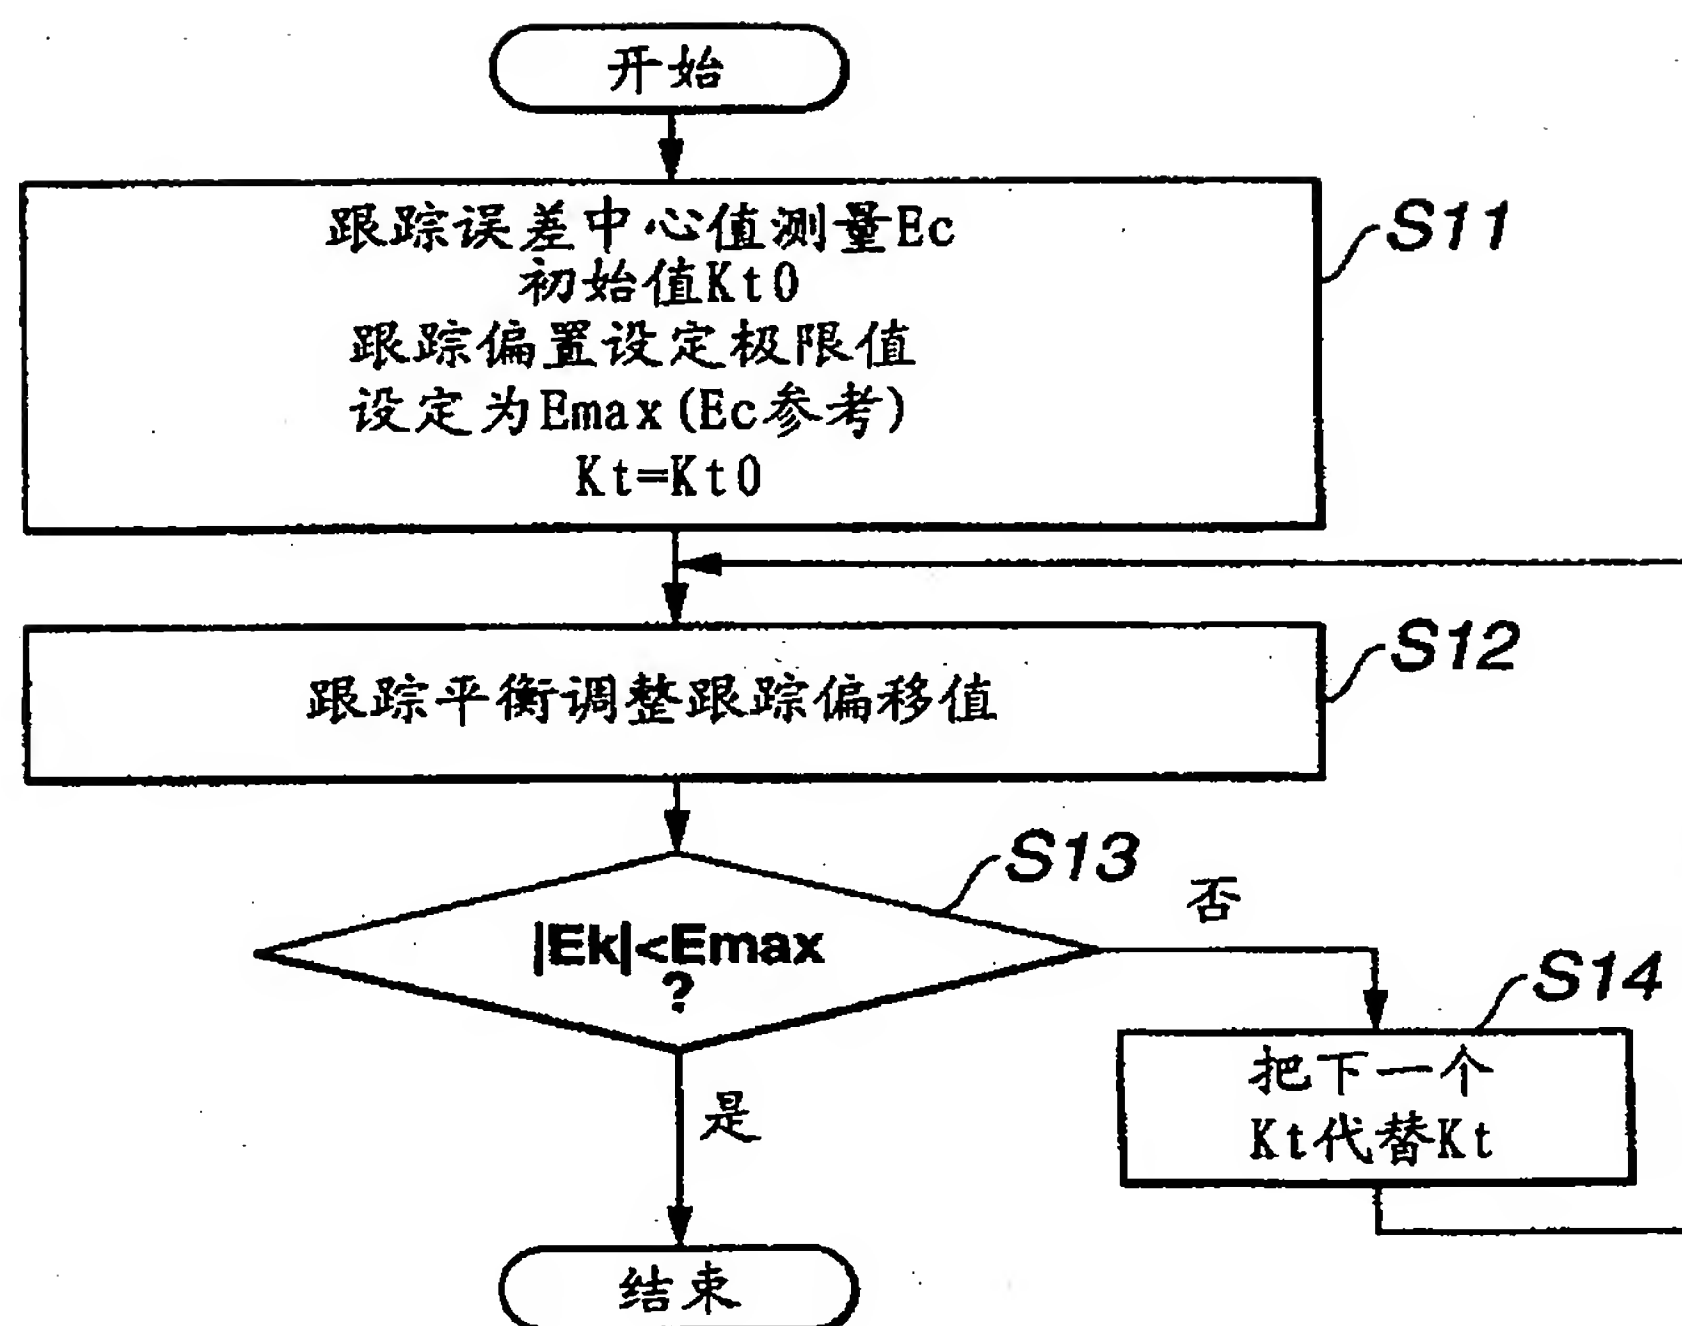 开始
跟踪误差中心值测量Ec
初始值Kt0
跟踪偏置设定极限值
设定为Emax(Ec参考)
Kt=Kt0
S11
跟踪平衡调整跟踪偏移值
S12
|Ek|<Emax
?
S13
否
是
S14
把下一个
Kt代替Kt
结束